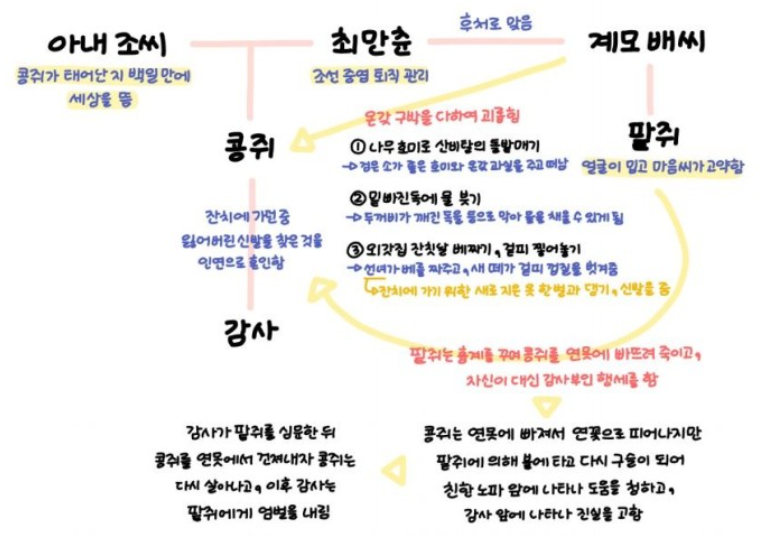 후처로 맞음
아내 조씨
최만춘
계모 배씨
콩쥐가 태어난지 백일만에
세상을 뜸
조선 중엽 퇴직 관리
온갖 구박을 다하여 괴롭힘
콩쥐
팥쥐
얼굴이 밉고 마음씨가 고약함
① 나무호미로 산비탈의 돌밭매기
→ 검은 소가 좋은 호미와 온갖 과실을 주고 떠남
② 밑빠진독에 물 붓기
→ 두꺼비가 깨진 독을 등으로 막아 물을 채울 수 있게 됨
③ 외갓집 잔칫날 베짜기, 겉피 찧어놓기
→ 선녀가 베를 짜주고, 새 떼가 겉피 껍질을 벗겨줌
↳ 잔치에 가기 위한 새로 지은 옷 한벌과 댕기, 신발을 줌
잔치에 가던 중
잃어버린 신발을 찾은 것을
인연으로 혼인함
감사
팥쥐는 흉계를 꾸며 콩쥐를 연못에 빠뜨려 죽이고,
자신이 대신 감사부인 행세를 함
콩쥐는 연못에 빠져서 연꽃으로 피어나지만
팥쥐에 의해 불에 타고 다시 구슬이 되어
친한 노파 앞에 나타나 도움을 청하고,
감사 앞에 나타나 진실을 고함
감사가 팥쥐를 심문한 뒤
콩쥐를 연못에서 건져내자 콩쥐는
다시 살아나고, 이후 감사는
팥쥐에게 엄벌을 내림